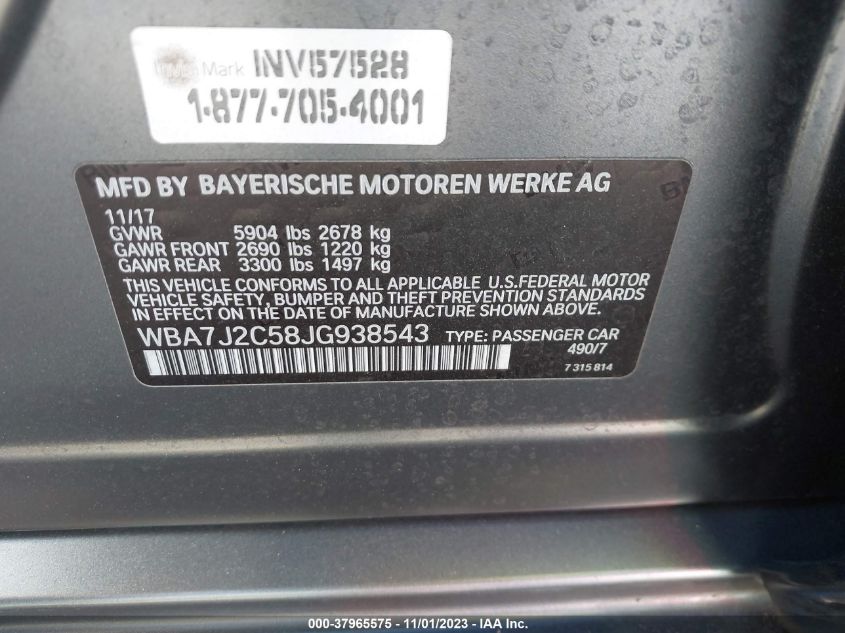 Mark INV57528
1-877-705-4001
MFD BY BAYERISCHE MOTOREN WERKE AG
11/17
GVWR 5904 lbs 2678 kg
GAWR FRONT 2690 lbs 1220 kg
GAWR REAR 3300 lbs 1497 kg
THIS VEHICLE CONFORMS TO ALL APPLICABLE U.S.FEDERAL MOTOR
VEHICLE SAFETY, BUMPER AND THEFT PREVENTION STANDARDS
IN EFFECT ON THE DATE OF MANUFACTURE SHOWN ABOVE.
WBA7J2C58JG938543 TYPE: PASSENGER CAR
490/7
7 315 814
000-37965575 - 11/01/2023 - IAA Inc.